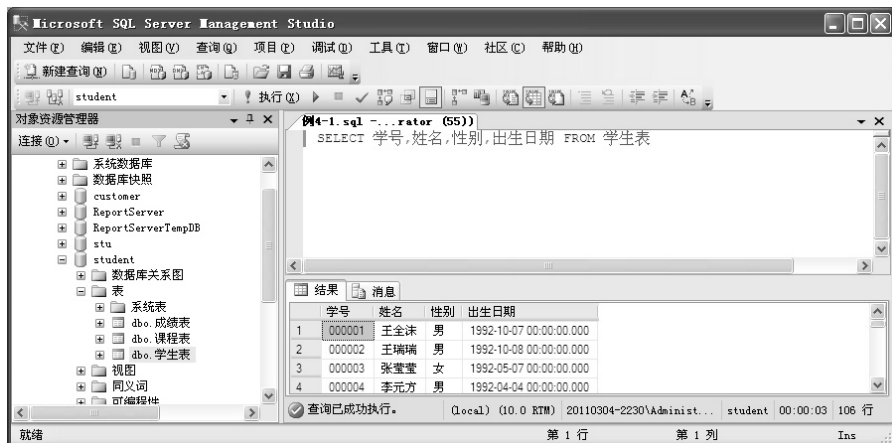 Microsoft SQL Server Management Studio
文件(F) 编辑(E) 视图(V) 查询(Q) 项目(P) 调试(D) 工具(T) 窗口(W) 社区(C) 帮助(H)
新建查询(N)
student 执行(X)
对象资源管理器
连接(O)
系统数据库
数据库快照
customer
ReportServer
ReportServerTempDB
stu
student
数据库关系图
表
系统表
dbo.成绩表
dbo.课程表
dbo.学生表
视图
同义词
可编程性
例4-1.sql -...rator (55))
SELECT 学号,姓名,性别,出生日期 FROM 学生表
结果 消息
学号 姓名 性别 出生日期
1 000001 王全沫 男 1992-10-07 00:00:00.000
2 000002 王瑞瑞 男 1992-10-08 00:00:00.000
3 000003 张莹莹 女 1992-05-07 00:00:00.000
4 000004 李元方 男 1992-04-04 00:00:00.000
查询已成功执行。 (local) (10.0 RTM) 20110304-2230\Administ... student 00:00:03 106 行
就绪 第 1 行 第 1 列 Ins